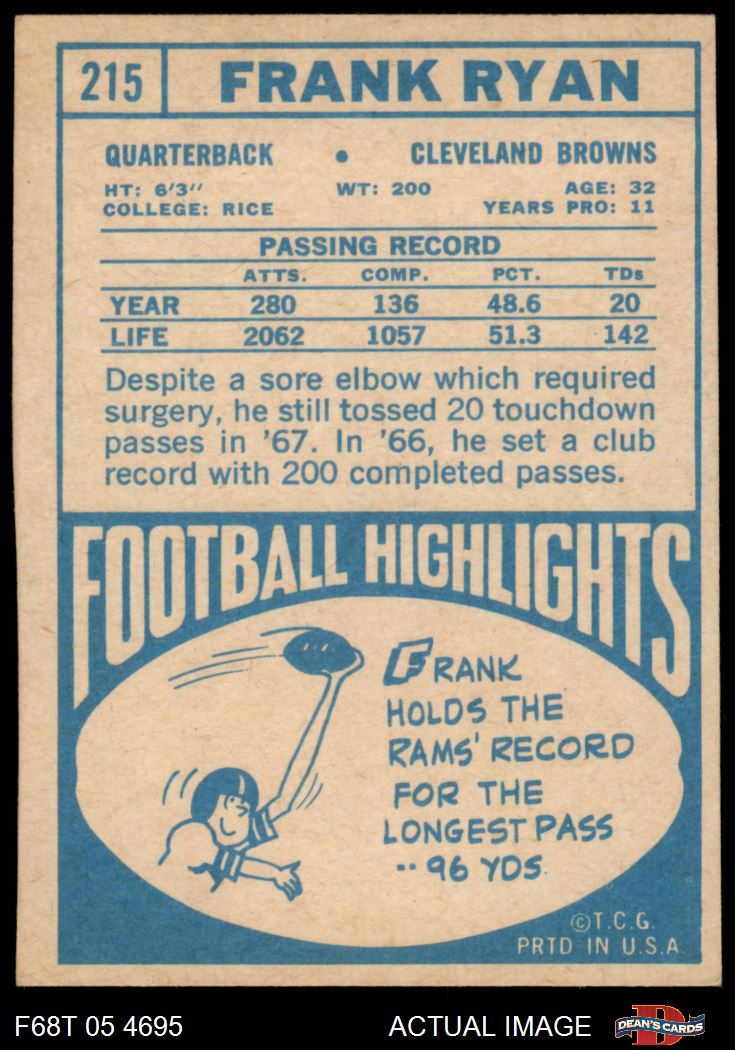 215 FRANK RYAN
QUARTERBACK • CLEVELAND BROWNS
HT: 6'3" WT: 200 AGE: 32
COLLEGE: RICE YEARS PRO: 11
PASSING RECORD
ATTS. COMP. PCT. TDs
YEAR 280 136 48.6 20
LIFE 2062 1057 51.3 142
Despite a sore elbow which required
surgery, he still tossed 20 touchdown
passes in '67. In '66, he set a club
record with 200 completed passes.
FOOTBALL HIGHLIGHTS
FRANK
HOLDS THE
RAMS' RECORD
FOR THE
LONGEST PASS
··96 YDS.
©T.C.G.
PRTD IN U.S.A.
F68T 05 4695 ACTUAL IMAGE D DEAN'S CARDS